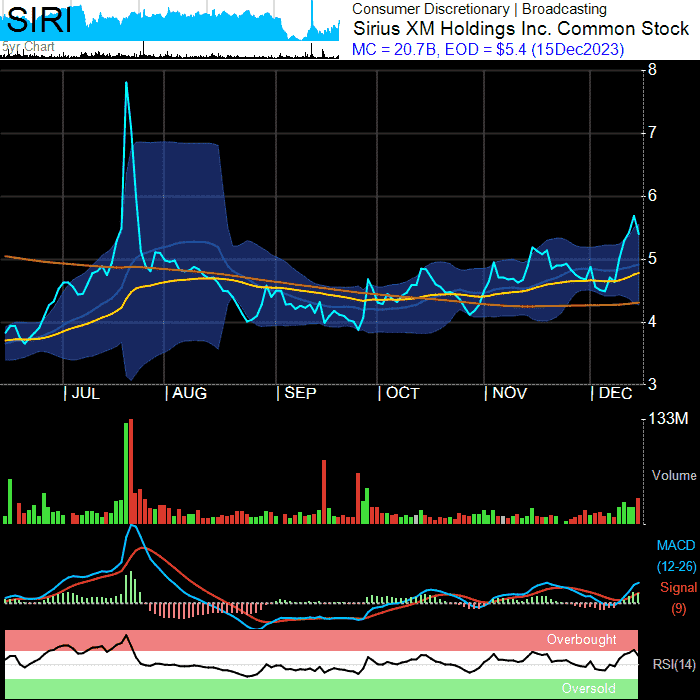 SIRI
5yr Chart
Consumer Discretionary | Broadcasting
Sirius XM Holdings Inc. Common Stock
MC = 20.7B, EOD = $5.4 (15Dec2023)
8
7
6
5
4
3
| JUL | AUG | SEP | OCT | NOV | DEC
133M
Volume
MACD
(12-26)
Signal
(9)
Overbought
RSI(14)
Oversold